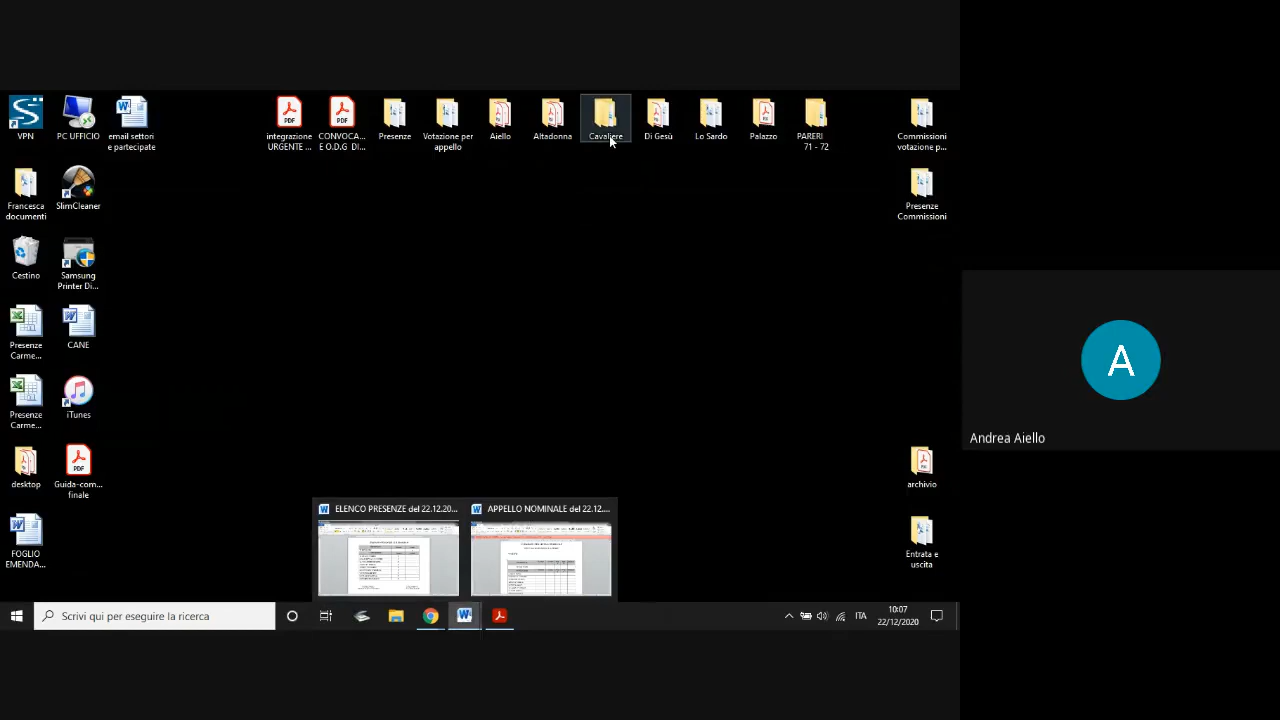 VPN
PC UFFICIO
email settori
e partecipate
integrazione
URGENTE ...
CONVOCA...
E O.D.G DI...
Presenze
Votazione per
appello
Aiello
Altadonna
Cavaliere
Di Gesù
Lo Sardo
Palazzo
PARERI
71 - 72
Commissioni
votazione p...
Francesca
documenti
SlimCleaner
Presenze
Commissioni
Cestino
Samsung
Printer Di...
Presenze
Carme...
CANE
Presenze
Carme...
iTunes
A
Andrea Aiello
desktop
Guida-com...
finale
archivio
FOGLIO
EMENDA...
Entrata e
uscita
ELENCO PRESENZE del 22.12.20...
APPELLO NOMINALE del 22.12....
Scrivi qui per eseguire la ricerca
ITA
10:07
22/12/2020